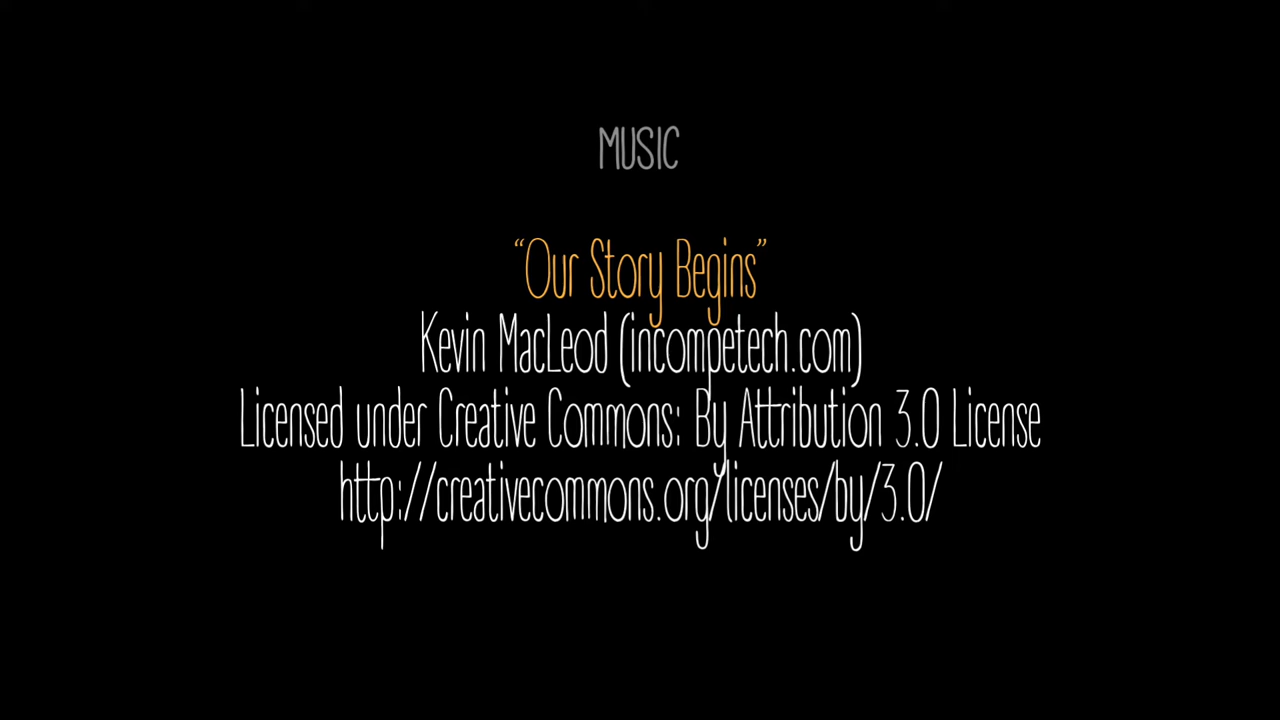 MUSIC
“Our Story Begins”
Kevin MacLeod (incompetech.com)
Licensed under Creative Commons: By Attribution 3.0 License
http://creativecommons.org/licenses/by/3.0/